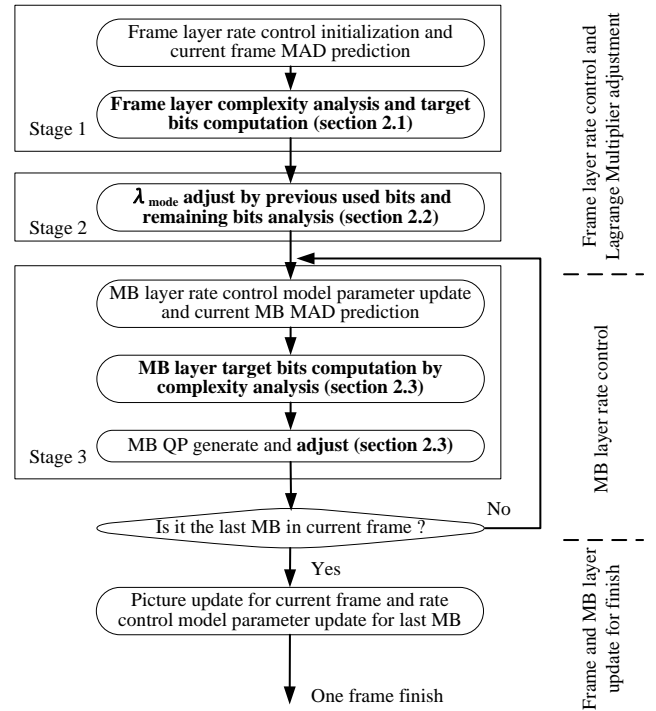 Frame layer rate control initialization and
current frame MAD prediction
Frame layer complexity analysis and target
bits computation (section 2.1)
Stage 1
λ mode adjust by previous used bits and
remaining bits analysis (section 2.2)
Stage 2
MB layer rate control model parameter update
and current MB MAD prediction
MB layer target bits computation by
complexity analysis (section 2.3)
MB QP generate and adjust (section 2.3)
Stage 3
Is it the last MB in current frame ?
No
Yes
Picture update for current frame and rate
control model parameter update for last MB
One frame finish
Frame layer rate control and
Lagrange Multiplier adjustment
MB layer rate control
Frame and MB layer
update for finish